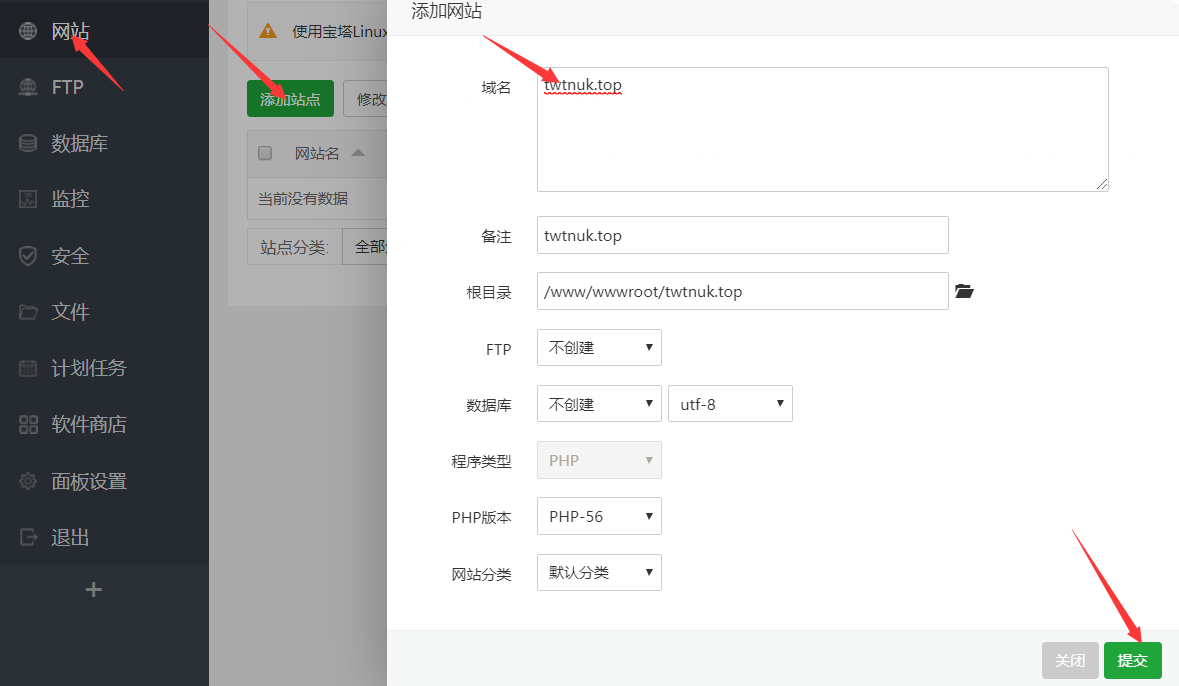 网站
FTP
数据库
监控
安全
文件
计划任务
软件商店
面板设置
退出
使用宝塔Linux
添加站点
修改
网站名
当前没有数据
站点分类:
全部
添加网站
域名
twtnuk.top
备注
twtnuk.top
根目录
/www/wwwroot/twtnuk.top
FTP
不创建
数据库
不创建
utf-8
程序类型
PHP
PHP版本
PHP-56
网站分类
默认分类
关闭
提交